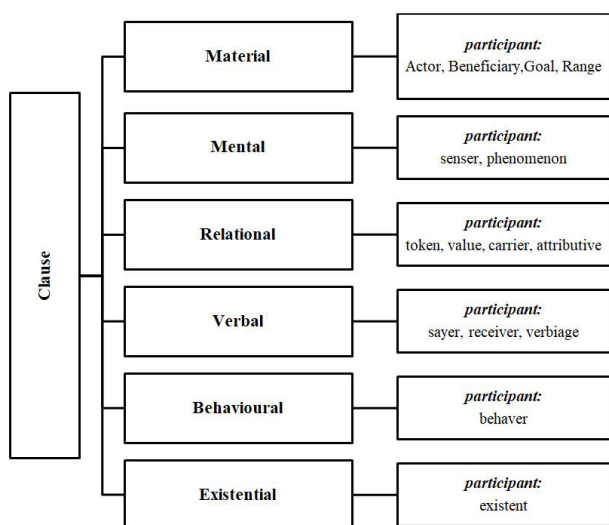 Clause
Material
participant:
Actor, Beneficiary,Goal, Range
Mental
participant:
senser, phenomenon
Relational
participant:
token, value, carrier, attributive
Verbal
participant:
sayer, receiver, verbiage
Behavioural
participant:
behaver
Existential
participant:
existent